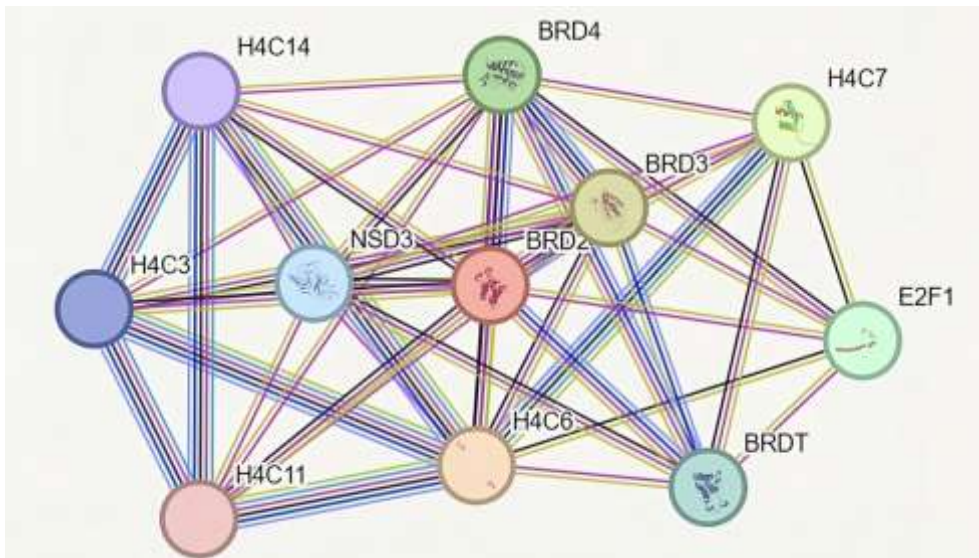 H4C14
BRD4
H4C7
BRD3
NSD3
BRD2
H4C3
E2F1
H4C6
BRDT
H4C11